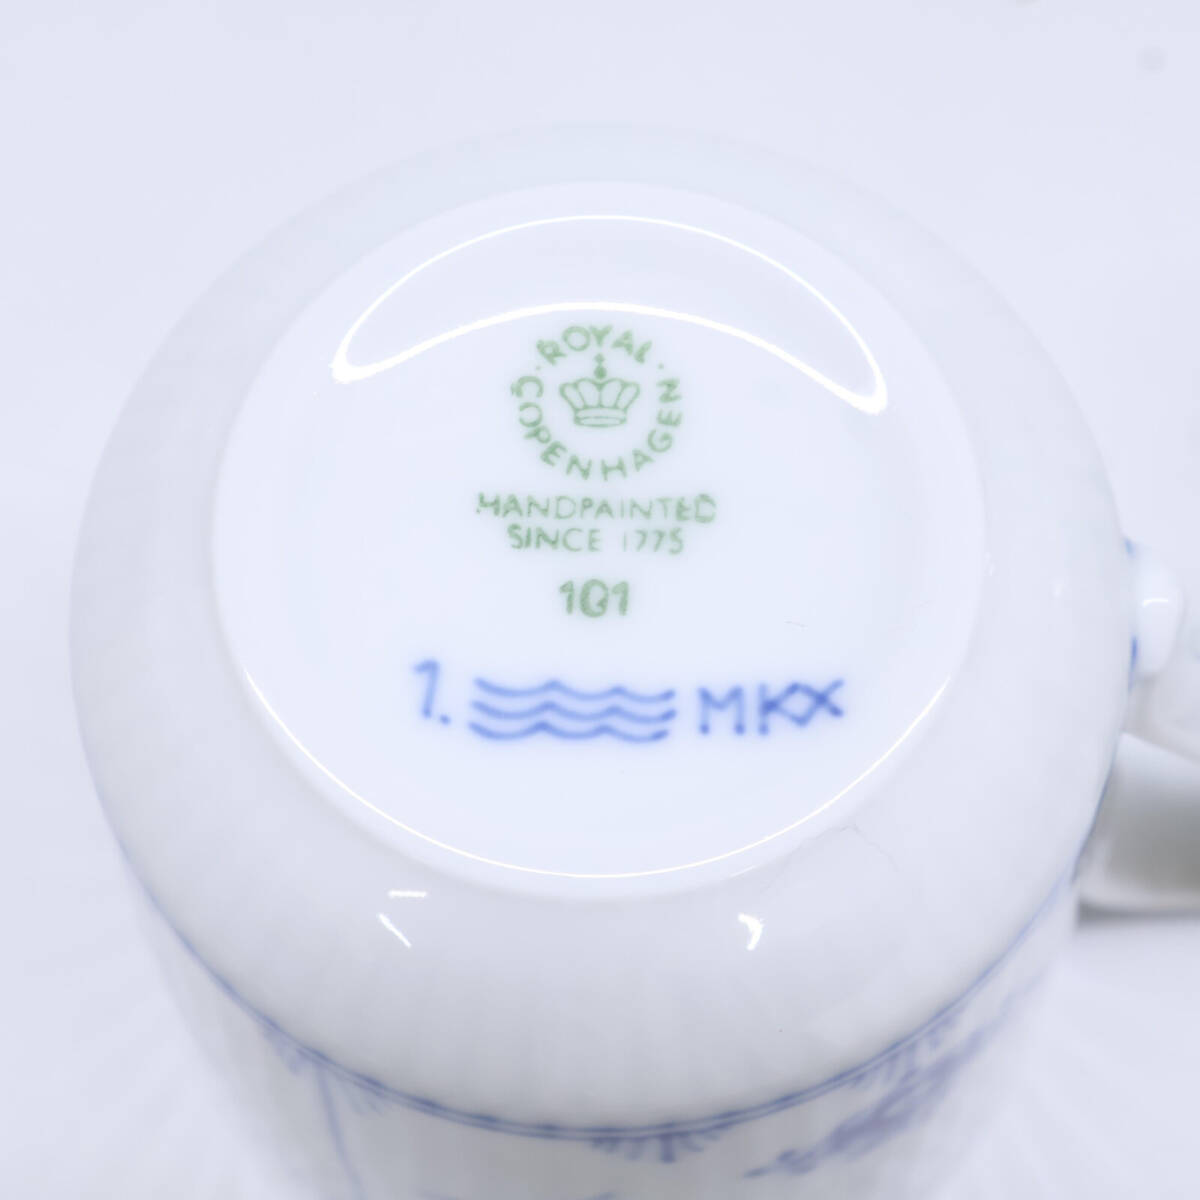 ROYAL
COPENHAGEN
HANDPAINTED
SINCE 1775
101
1. MKX